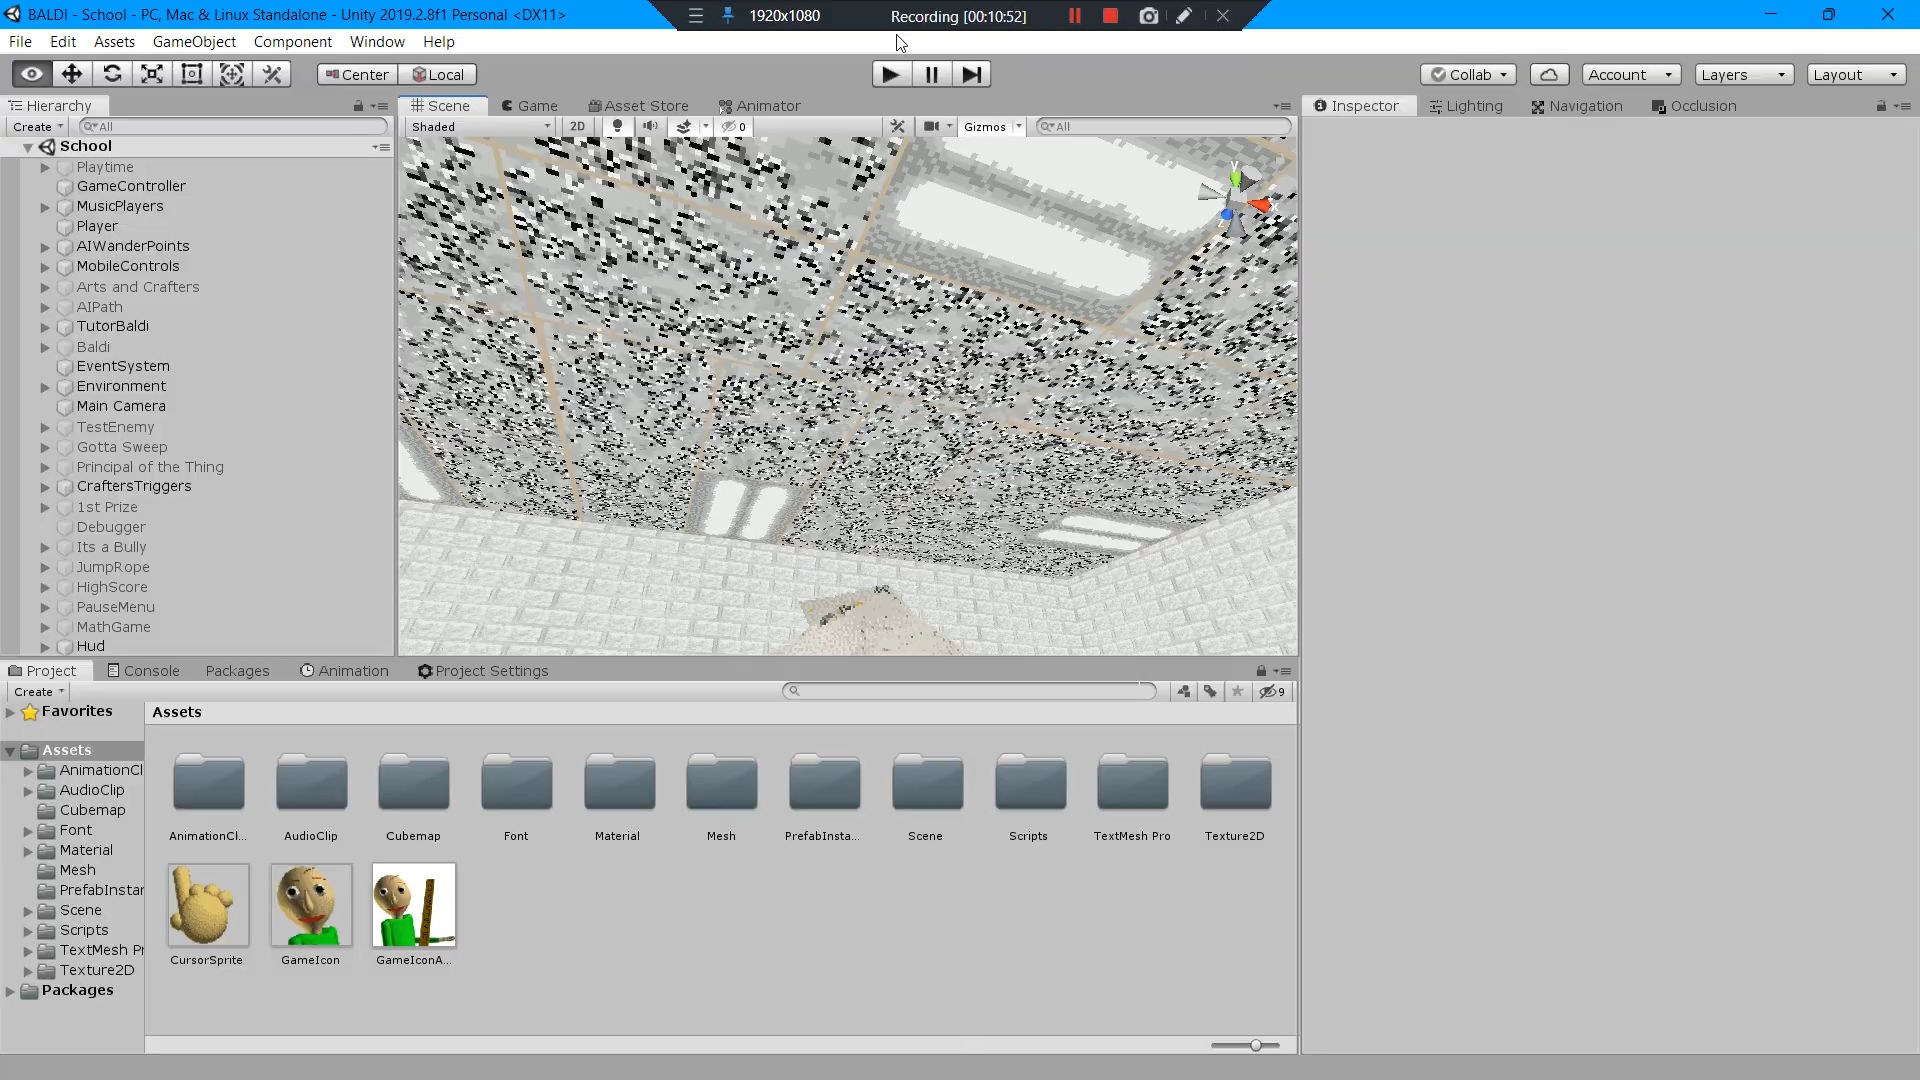 BALDI - School - PC, Mac & Linux Standalone - Unity 2019.2.8f1 Personal <DX11>
1920x1080
Recording [00:10:52]
File Edit Assets GameObject Component Window Help
Center Local
Collab Account Layers Layout
Hierarchy
Scene Game Asset Store Animator
Inspector Lighting Navigation Occlusion
Create All
Shaded 2D 0 Gizmos All
School
Playtime
GameController
MusicPlayers
Player
AIWanderPoints
MobileControls
Arts and Crafters
AIPath
TutorBaldi
Baldi
EventSystem
Environment
Main Camera
TestEnemy
Gotta Sweep
Principal of the Thing
CraftersTriggers
1st Prize
Debugger
Its a Bully
JumpRope
HighScore
PauseMenu
MathGame
Hud
y
x
z
Project Console Packages Animation Project Settings
Create
9
Favorites
Assets
AnimationCl
AudioClip
Cubemap
Font
Material
Mesh
PrefabInstan
Scene
Scripts
TextMesh Pr
Texture2D
Packages
Assets
AnimationCl... AudioClip Cubemap Font Material Mesh PrefabInsta... Scene Scripts TextMesh Pro Texture2D
CursorSprite GameIcon GameIconA...